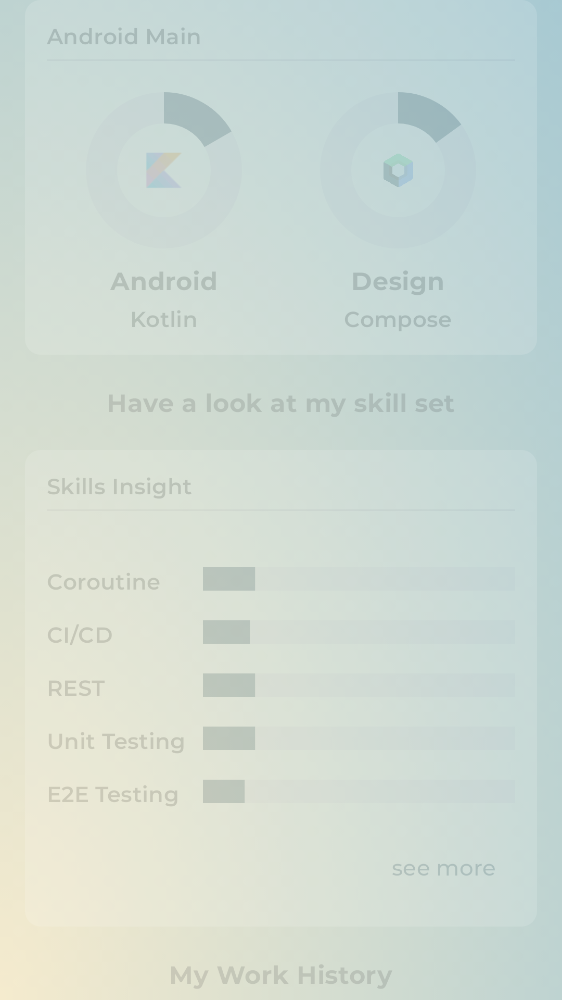 Android Main
Android
Design
Kotlin
Compose
Have a look at my skill set
Skills Insight
Coroutine
CI/CD
REST
Unit Testing
E2E Testing
see more
My Work History